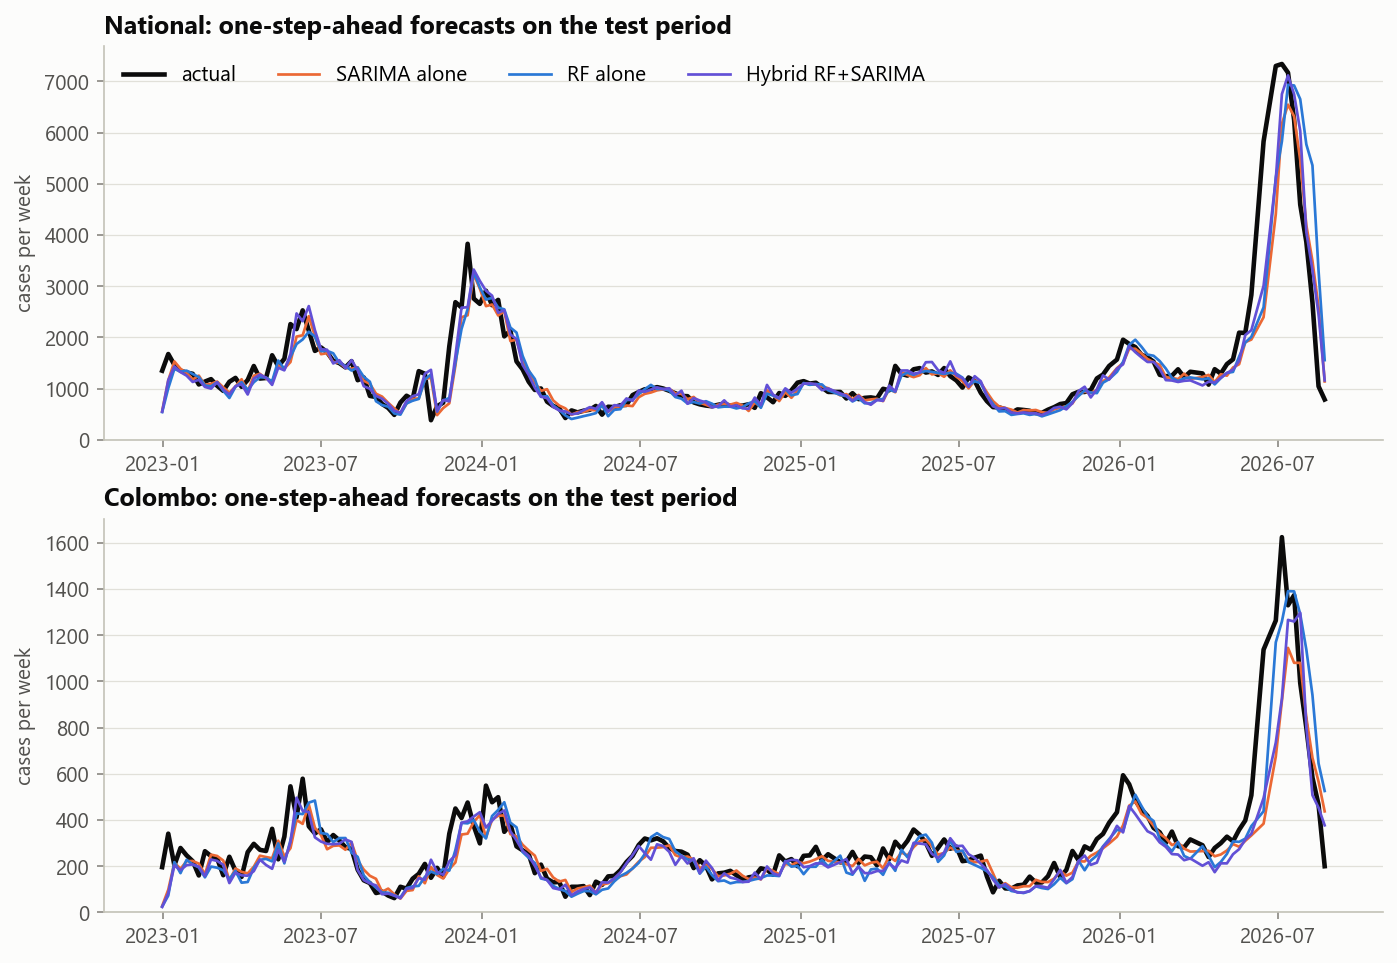 National: one-step-ahead forecasts on the test period
actual SARIMA alone RF alone Hybrid RF+SARIMA
cases per week
7000
6000
5000
4000
3000
2000
1000
0
2023-01 2023-07 2024-01 2024-07 2025-01 2025-07 2026-01 2026-07
Colombo: one-step-ahead forecasts on the test period
cases per week
1600
1400
1200
1000
800
600
400
200
0
2023-01 2023-07 2024-01 2024-07 2025-01 2025-07 2026-01 2026-07